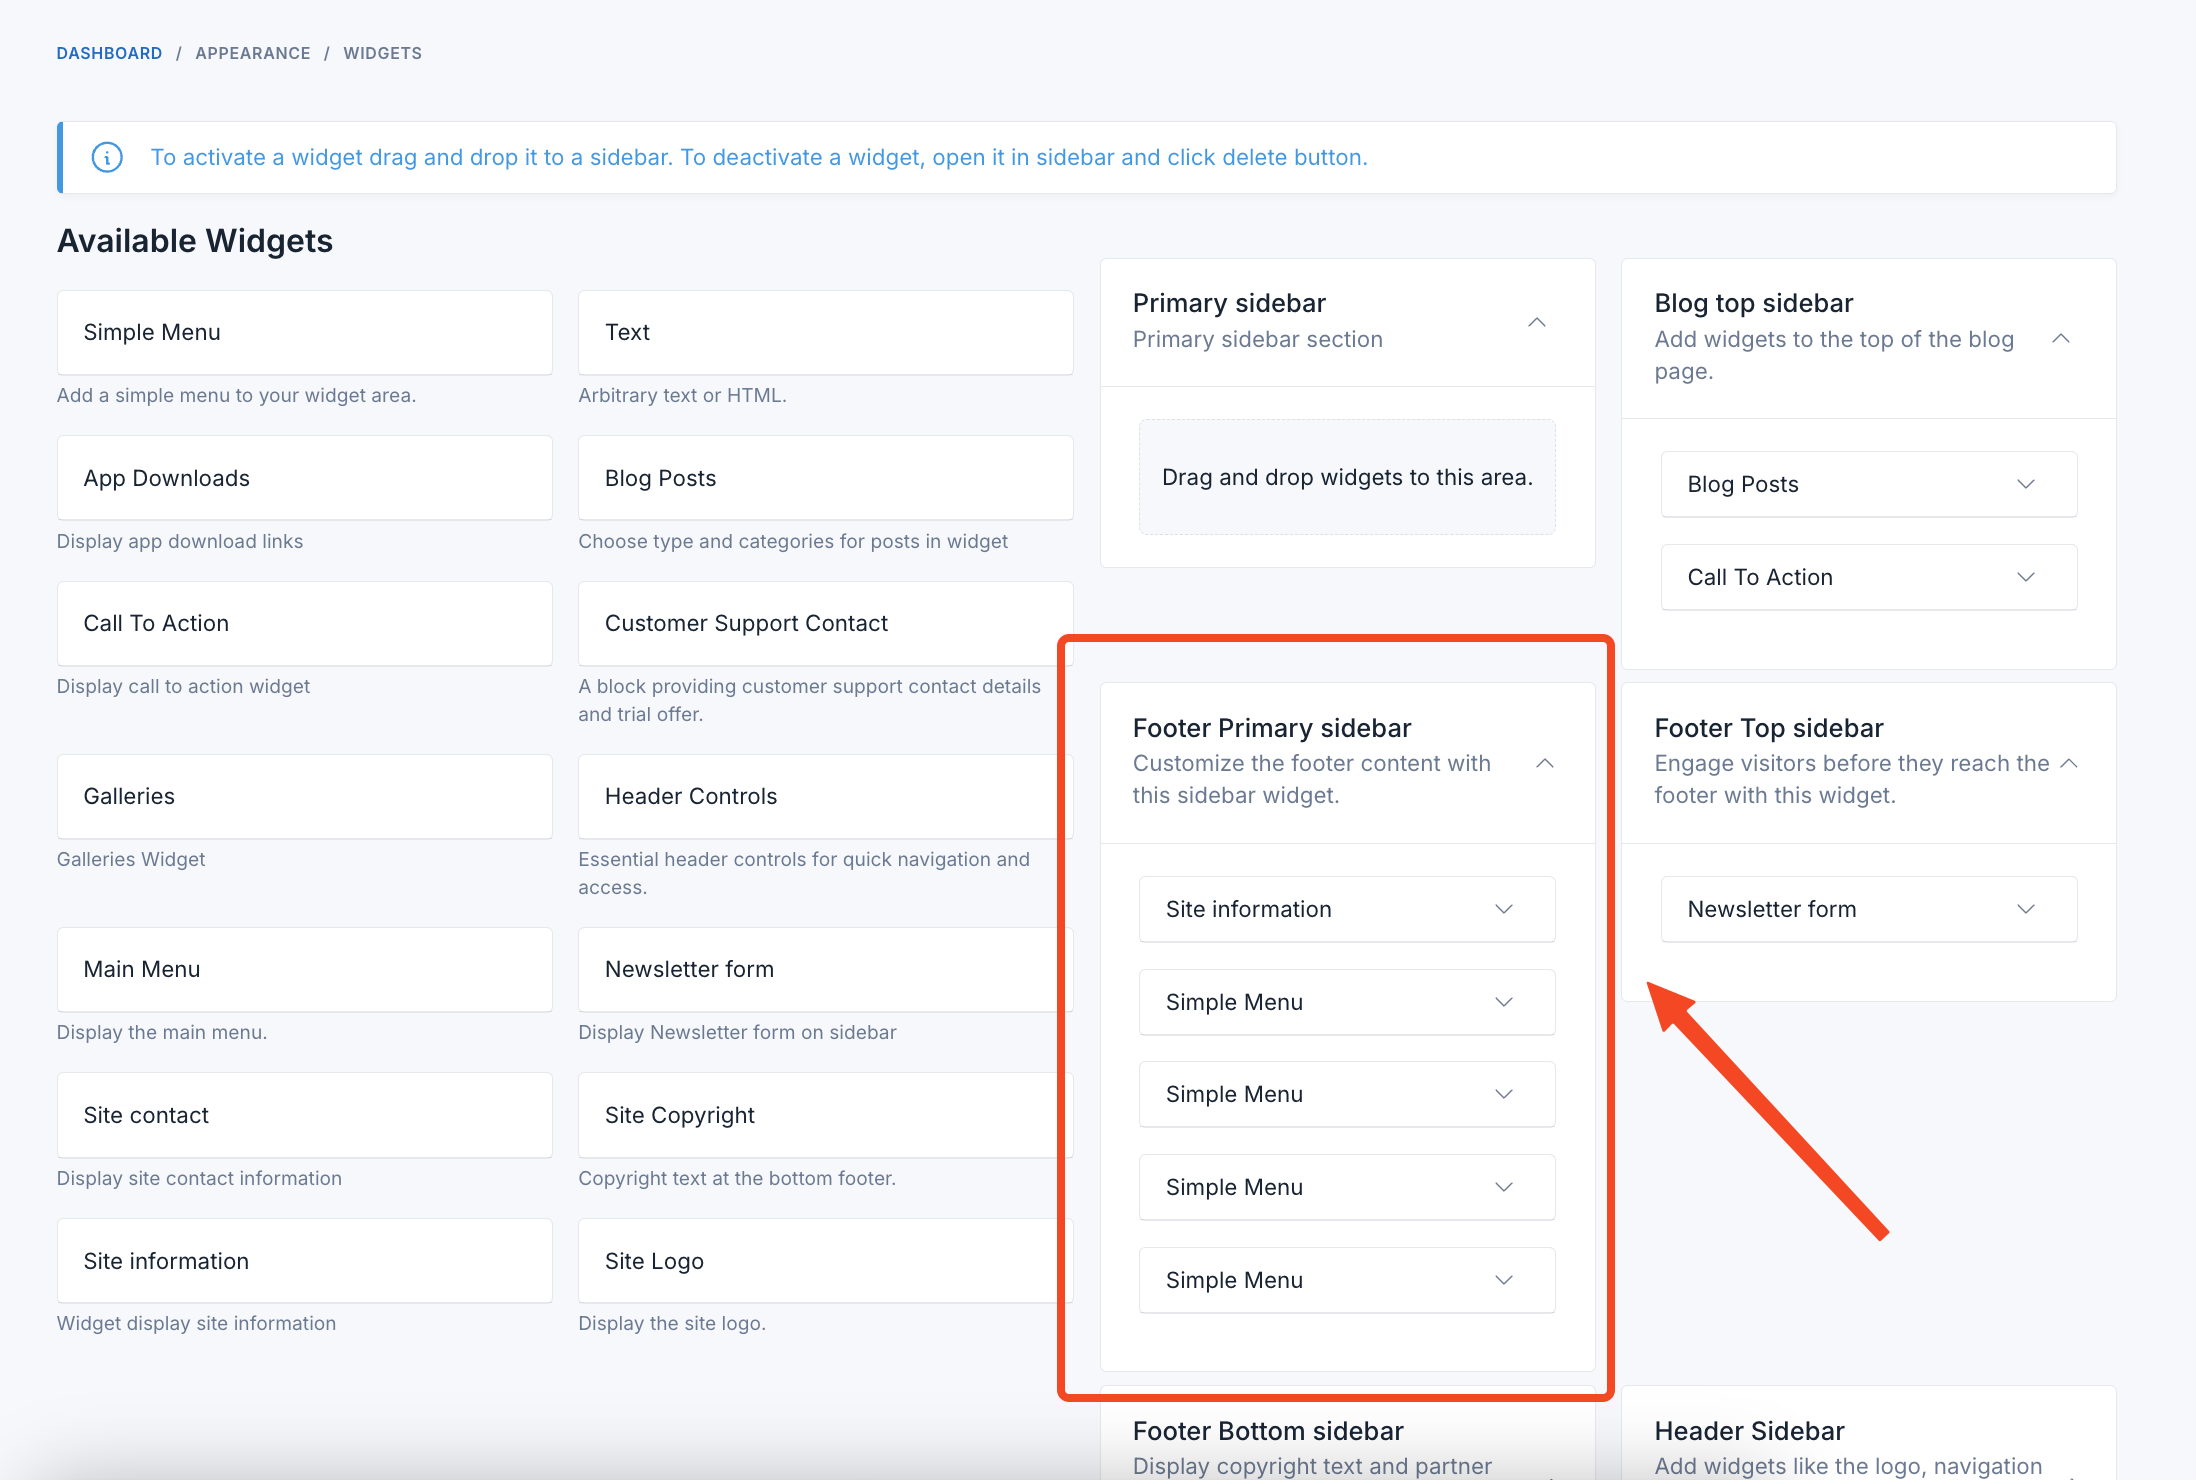 DASHBOARD / APPEARANCE / WIDGETS
To activate a widget drag and drop it to a sidebar. To deactivate a widget, open it in sidebar and click delete button.
Available Widgets
Simple Menu
Add a simple menu to your widget area.
Text
Arbitrary text or HTML.
App Downloads
Display app download links
Blog Posts
Choose type and categories for posts in widget
Call To Action
Display call to action widget
Customer Support Contact
A block providing customer support contact details
and trial offer.
Galleries
Galleries Widget
Header Controls
Essential header controls for quick navigation and
access.
Main Menu
Display the main menu.
Newsletter form
Display Newsletter form on sidebar
Site contact
Display site contact information
Site Copyright
Copyright text at the bottom footer.
Site information
Widget display site information
Site Logo
Display the site logo.
Primary sidebar
Primary sidebar section
Drag and drop widgets to this area.
Blog top sidebar
Add widgets to the top of the blog
page.
Blog Posts
Call To Action
Footer Primary sidebar
Customize the footer content with
this sidebar widget.
Site information
Simple Menu
Simple Menu
Simple Menu
Simple Menu
Footer Top sidebar
Engage visitors before they reach the
footer with this widget.
Newsletter form
Footer Bottom sidebar
Display copyright text and partner
Header Sidebar
Add widgets like the logo, navigation